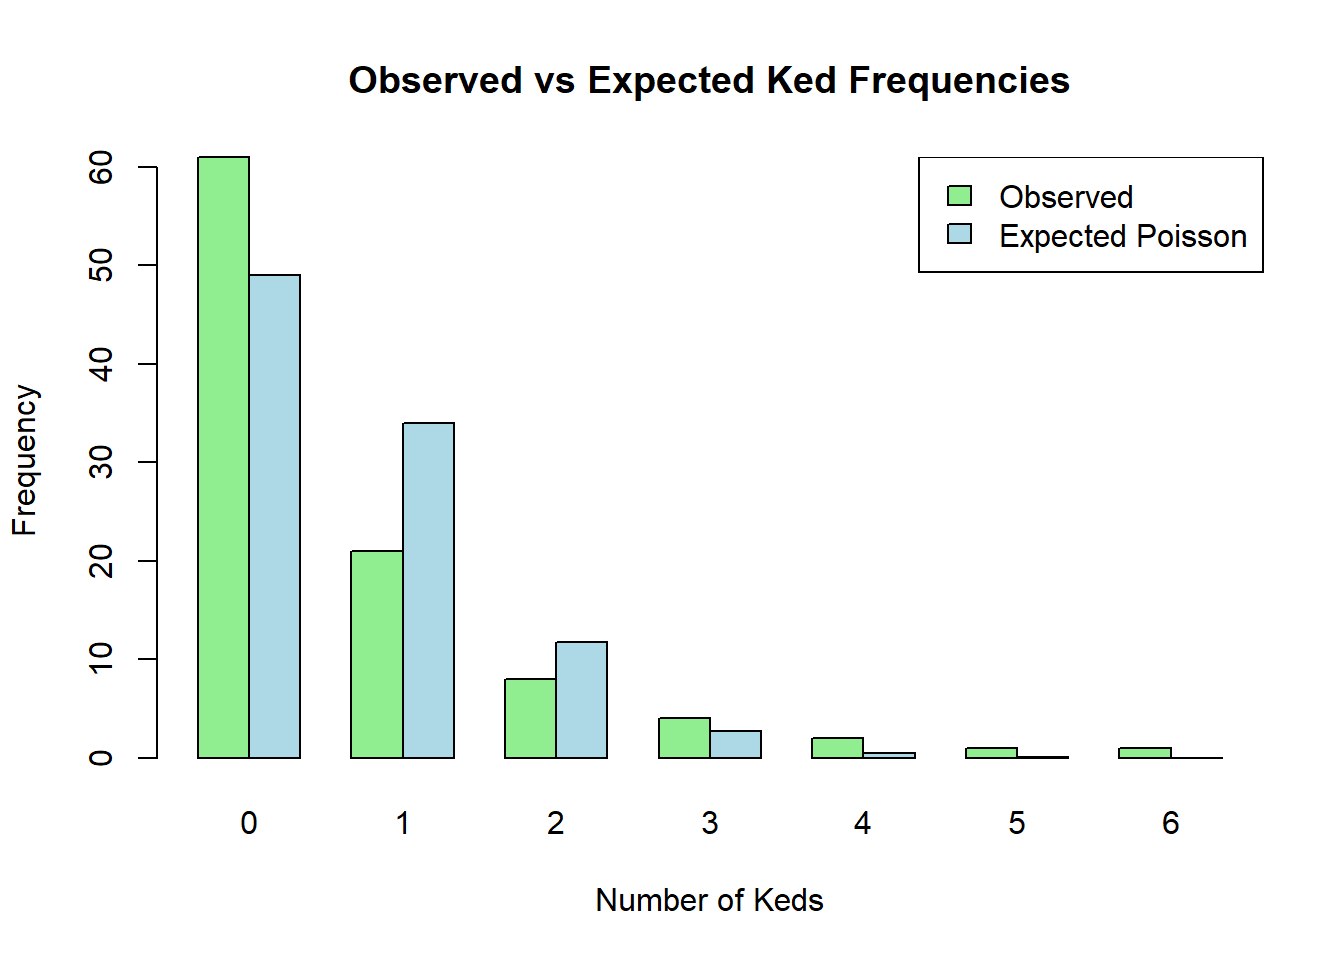 Observed vs Expected Ked Frequencies
Observed
Expected Poisson
Frequency
60
50
40
30
20
10
0
0 1 2 3 4 5 6
Number of Keds